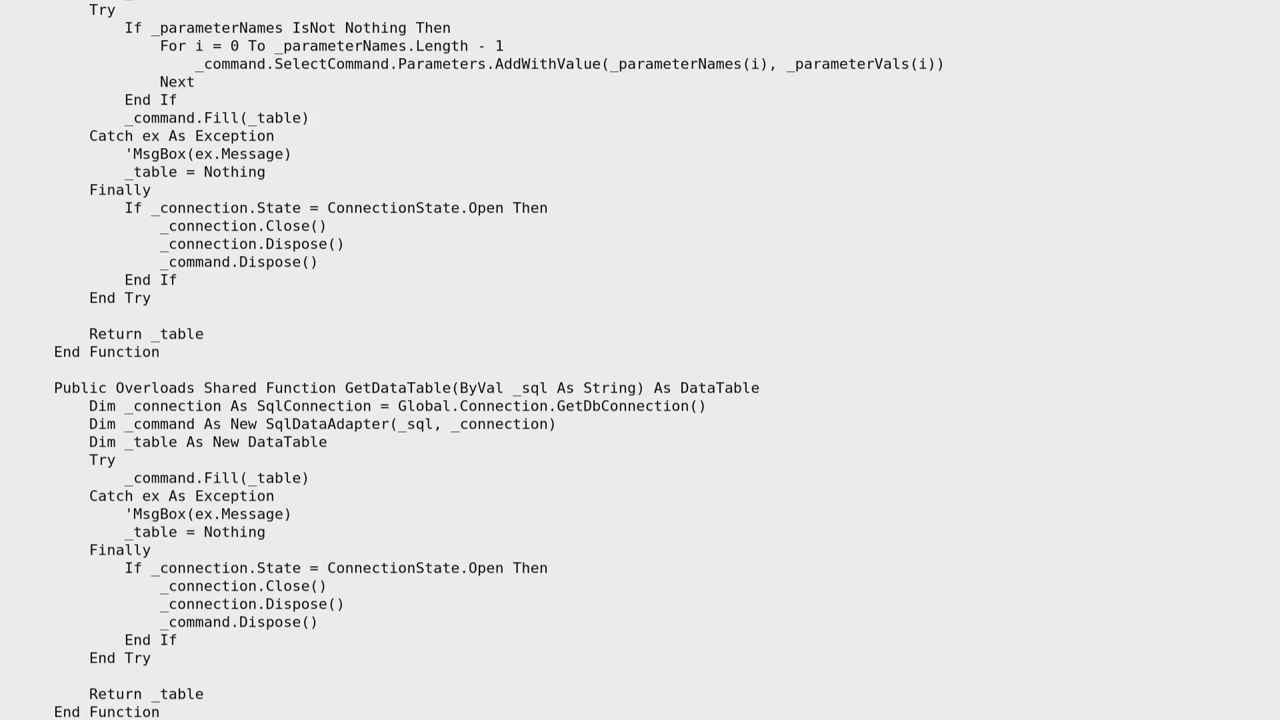 Try
If _parameterNames IsNot Nothing Then
For i = 0 To _parameterNames.Length - 1
_command.SelectCommand.Parameters.AddWithValue(_parameterNames(i), _parameterVals(i))
Next
End If
_command.Fill(_table)
Catch ex As Exception
'MsgBox(ex.Message)
_table = Nothing
Finally
If _connection.State = ConnectionState.Open Then
_connection.Close()
_connection.Dispose()
_command.Dispose()
End If
End Try
Return _table
End Function
Public Overloads Shared Function GetDataTable(ByVal _sql As String) As DataTable
Dim _connection As SqlConnection = Global.Connection.GetDbConnection()
Dim _command As New SqlDataAdapter(_sql, _connection)
Dim _table As New DataTable
Try
_command.Fill(_table)
Catch ex As Exception
'MsgBox(ex.Message)
_table = Nothing
Finally
If _connection.State = ConnectionState.Open Then
_connection.Close()
_connection.Dispose()
_command.Dispose()
End If
End Try
Return _table
End Function